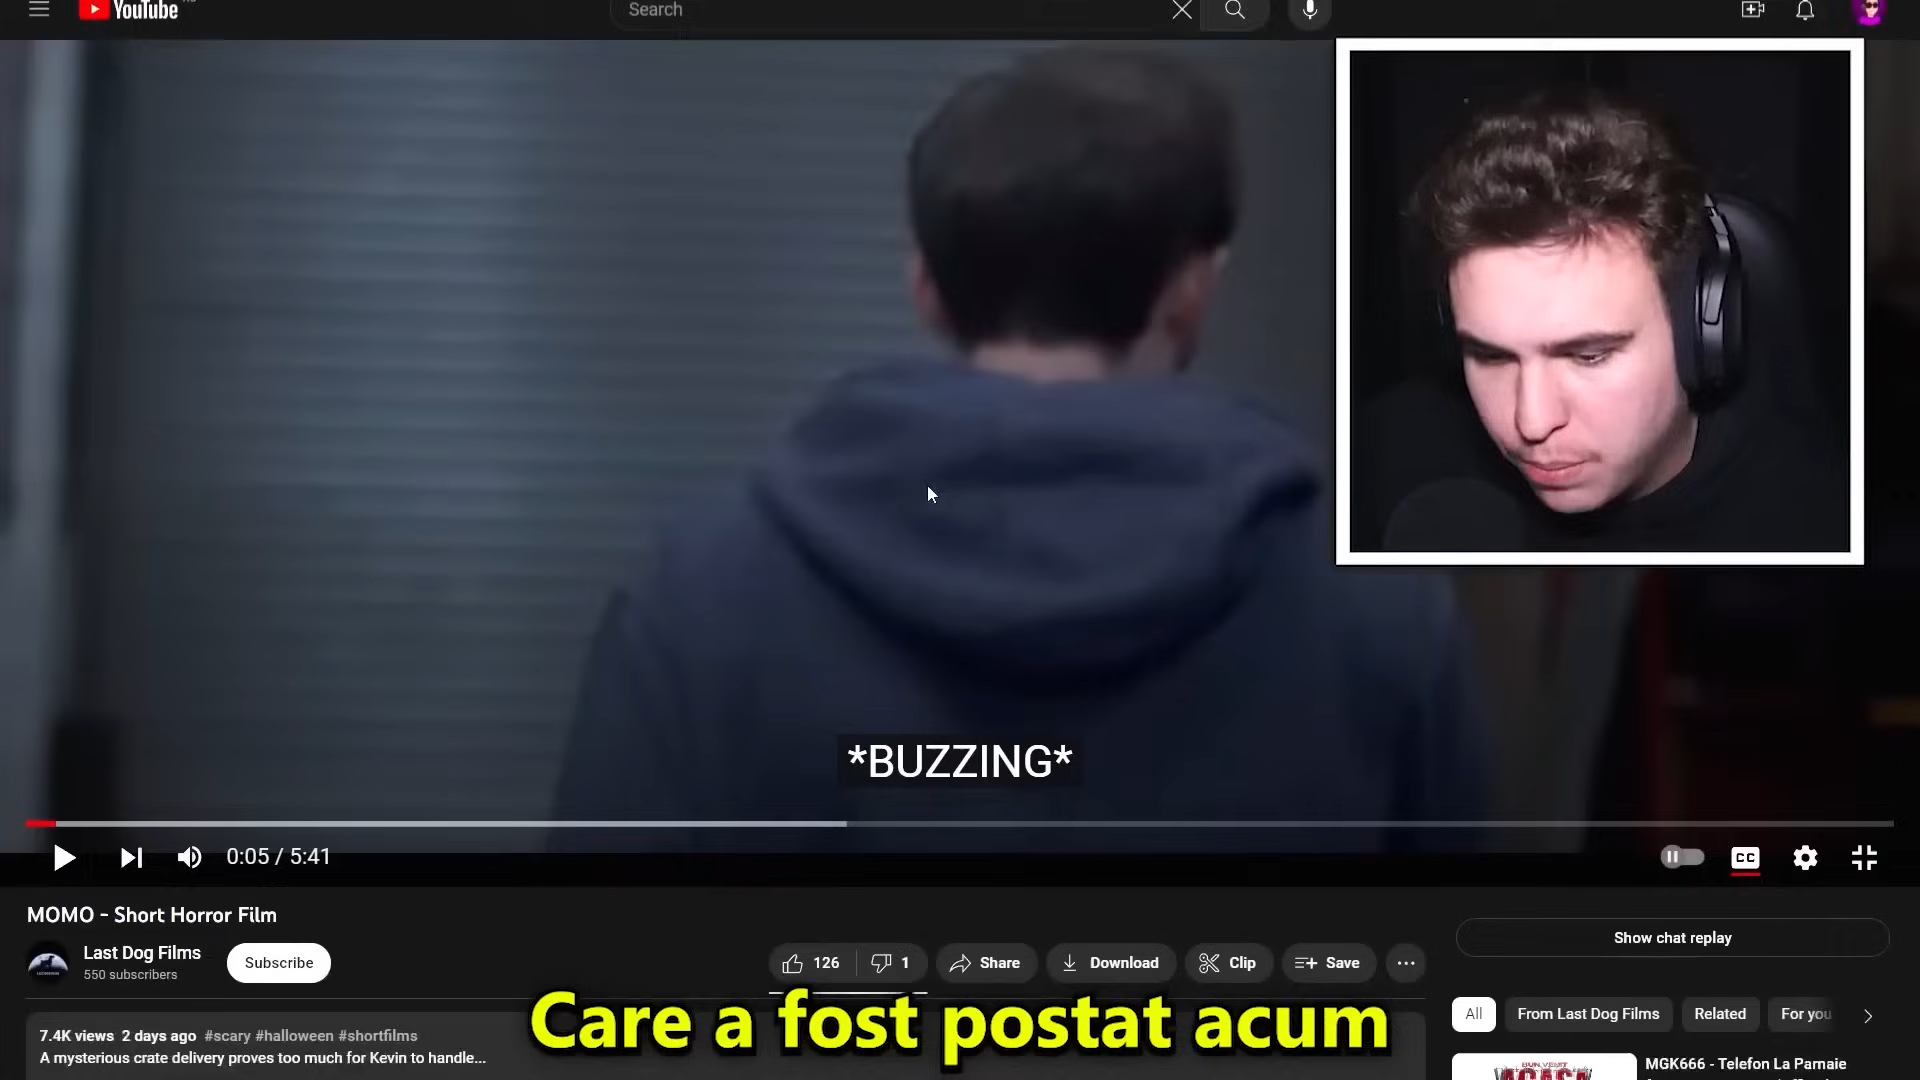 YouTube
Search
*BUZZING*
0:05 / 5:41
CC
MOMO - Short Horror Film
Last Dog Films
550 subscribers
Subscribe
126
1
Share
Download
Clip
Save
Show chat replay
Care a fost postat acum
All
From Last Dog Films
Related
For you
7.4K views 2 days ago #scary #halloween #shortfilms
A mysterious crate delivery proves too much for Kevin to handle...
MGK666 - Telefon La Parnaie